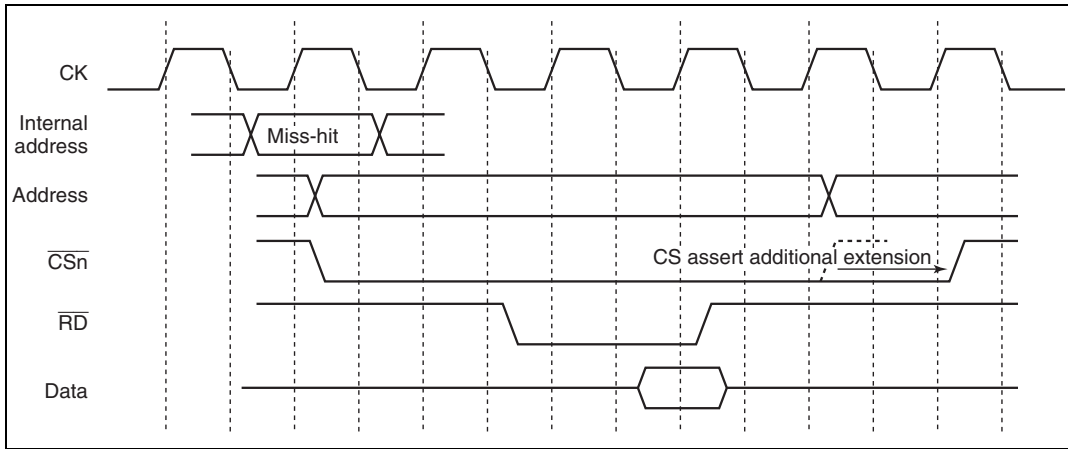 CK
Internal
address
Miss-hit
Address
CSn
CS assert additional extension
RD
Data